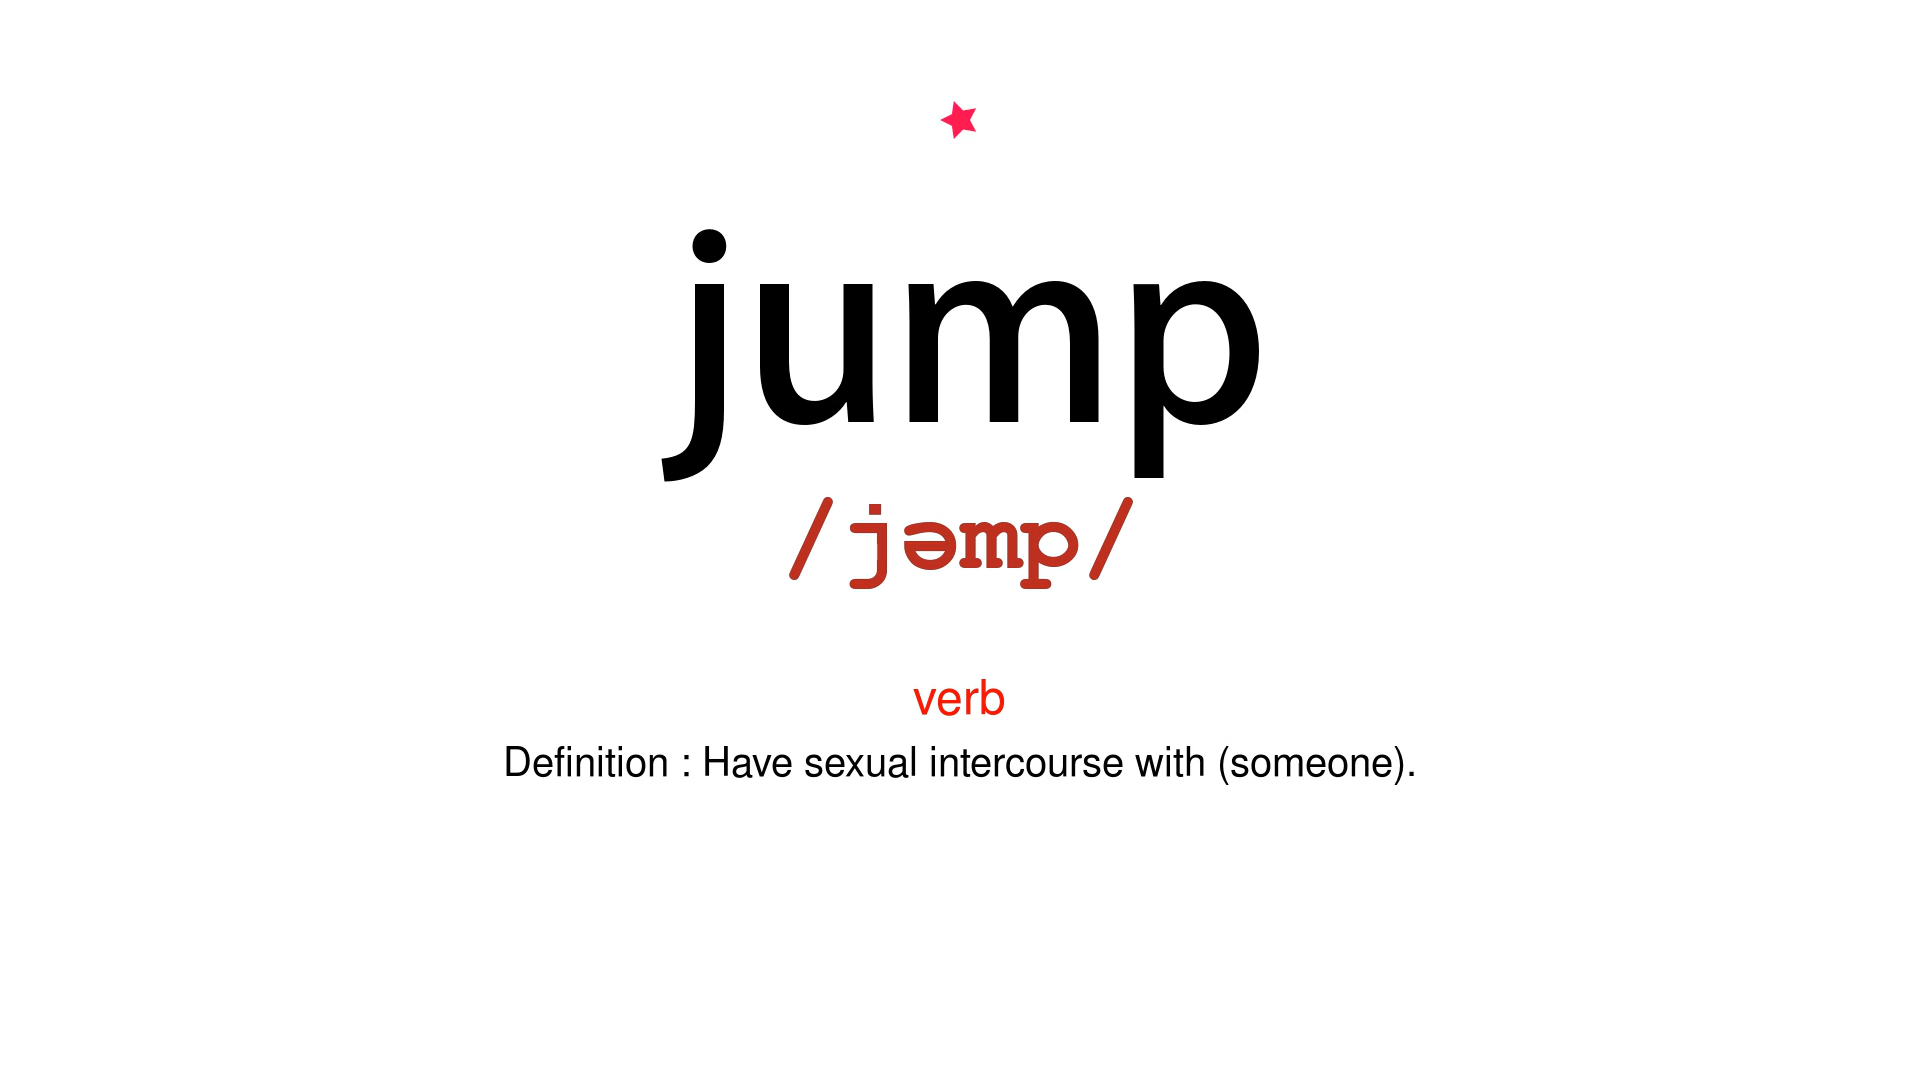 jump
/jəmp/
verb
Definition : Have sexual intercourse with (someone).